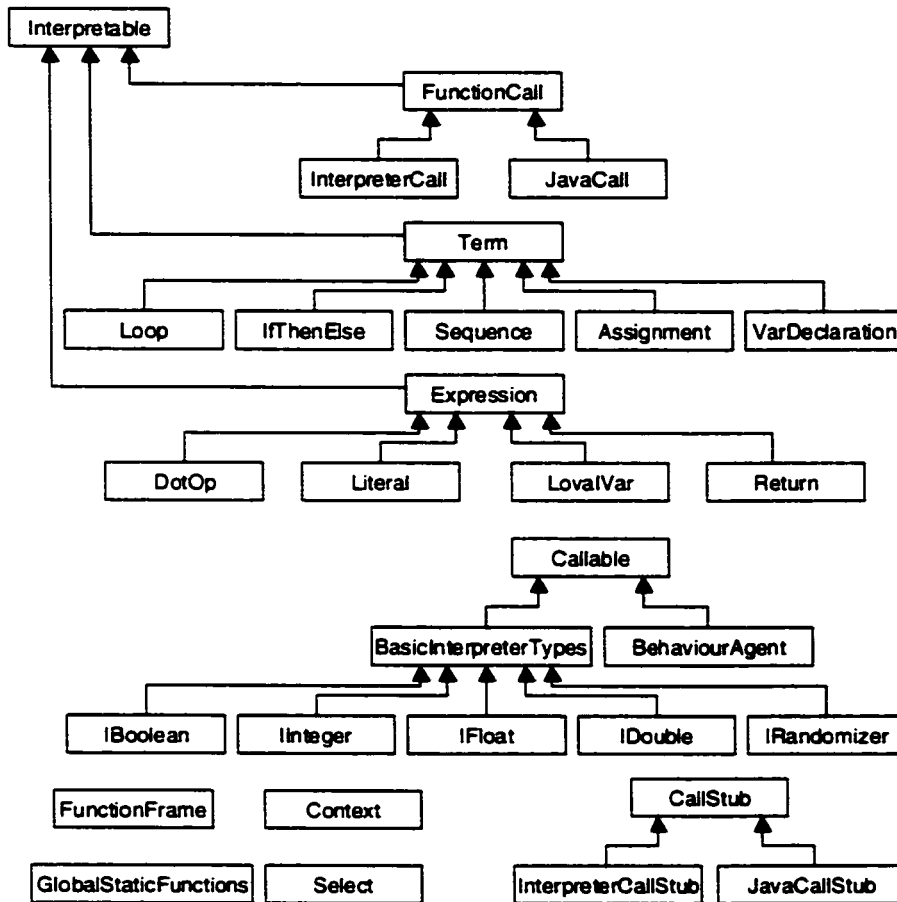 Interpretable
FunctionCall
InterpreterCall
JavaCall
Term
Loop
IfThenElse
Sequence
Assignment
VarDeclaration
Expression
DotOp
Literal
LovalVar
Return
Callable
BasicInterpreterTypes
BehaviourAgent
IBoolean
IInteger
IFloat
IDouble
IRandomizer
FunctionFrame
Context
CallStub
GlobalStaticFunctions
Select
InterpreterCallStub
JavaCallStub